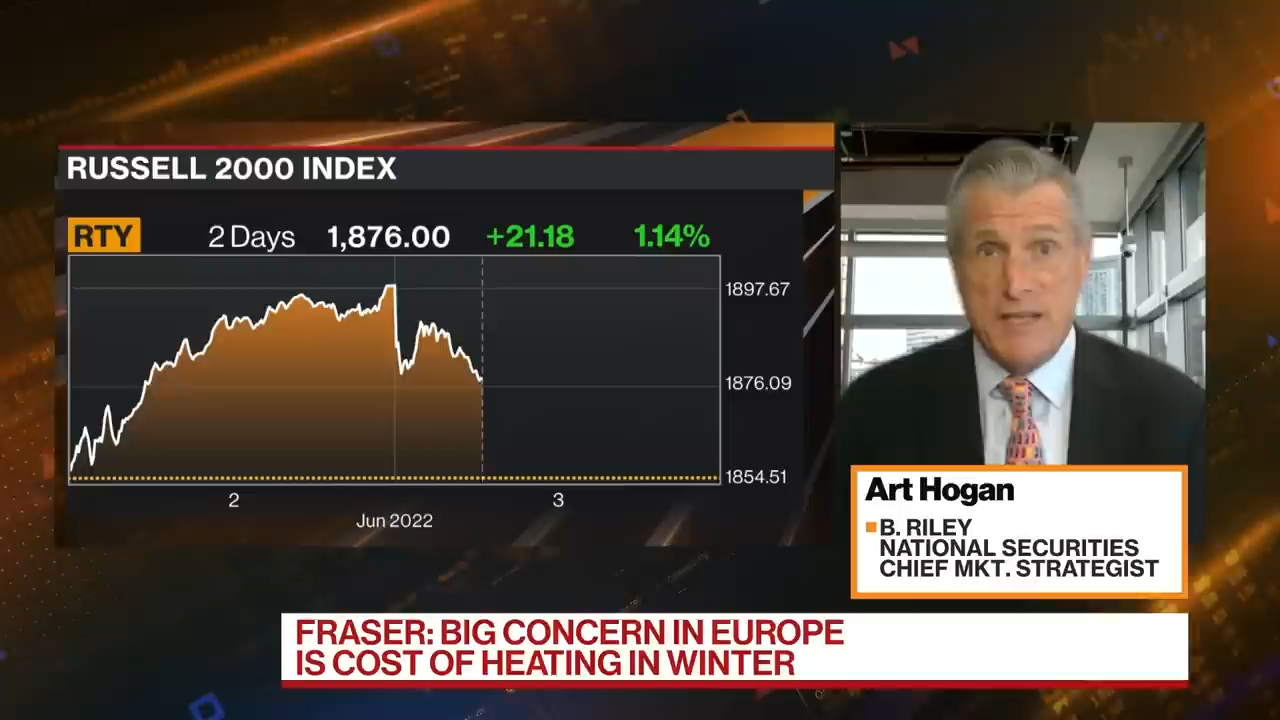 RUSSELL 2000 INDEX
RTY 2 Days 1,876.00 +21.18 1.14%
1897.67
1876.09
1854.51
2 3
Jun 2022
Art Hogan
B. RILEY
NATIONAL SECURITIES
CHIEF MKT. STRATEGIST
FRASER: BIG CONCERN IN EUROPE
IS COST OF HEATING IN WINTER